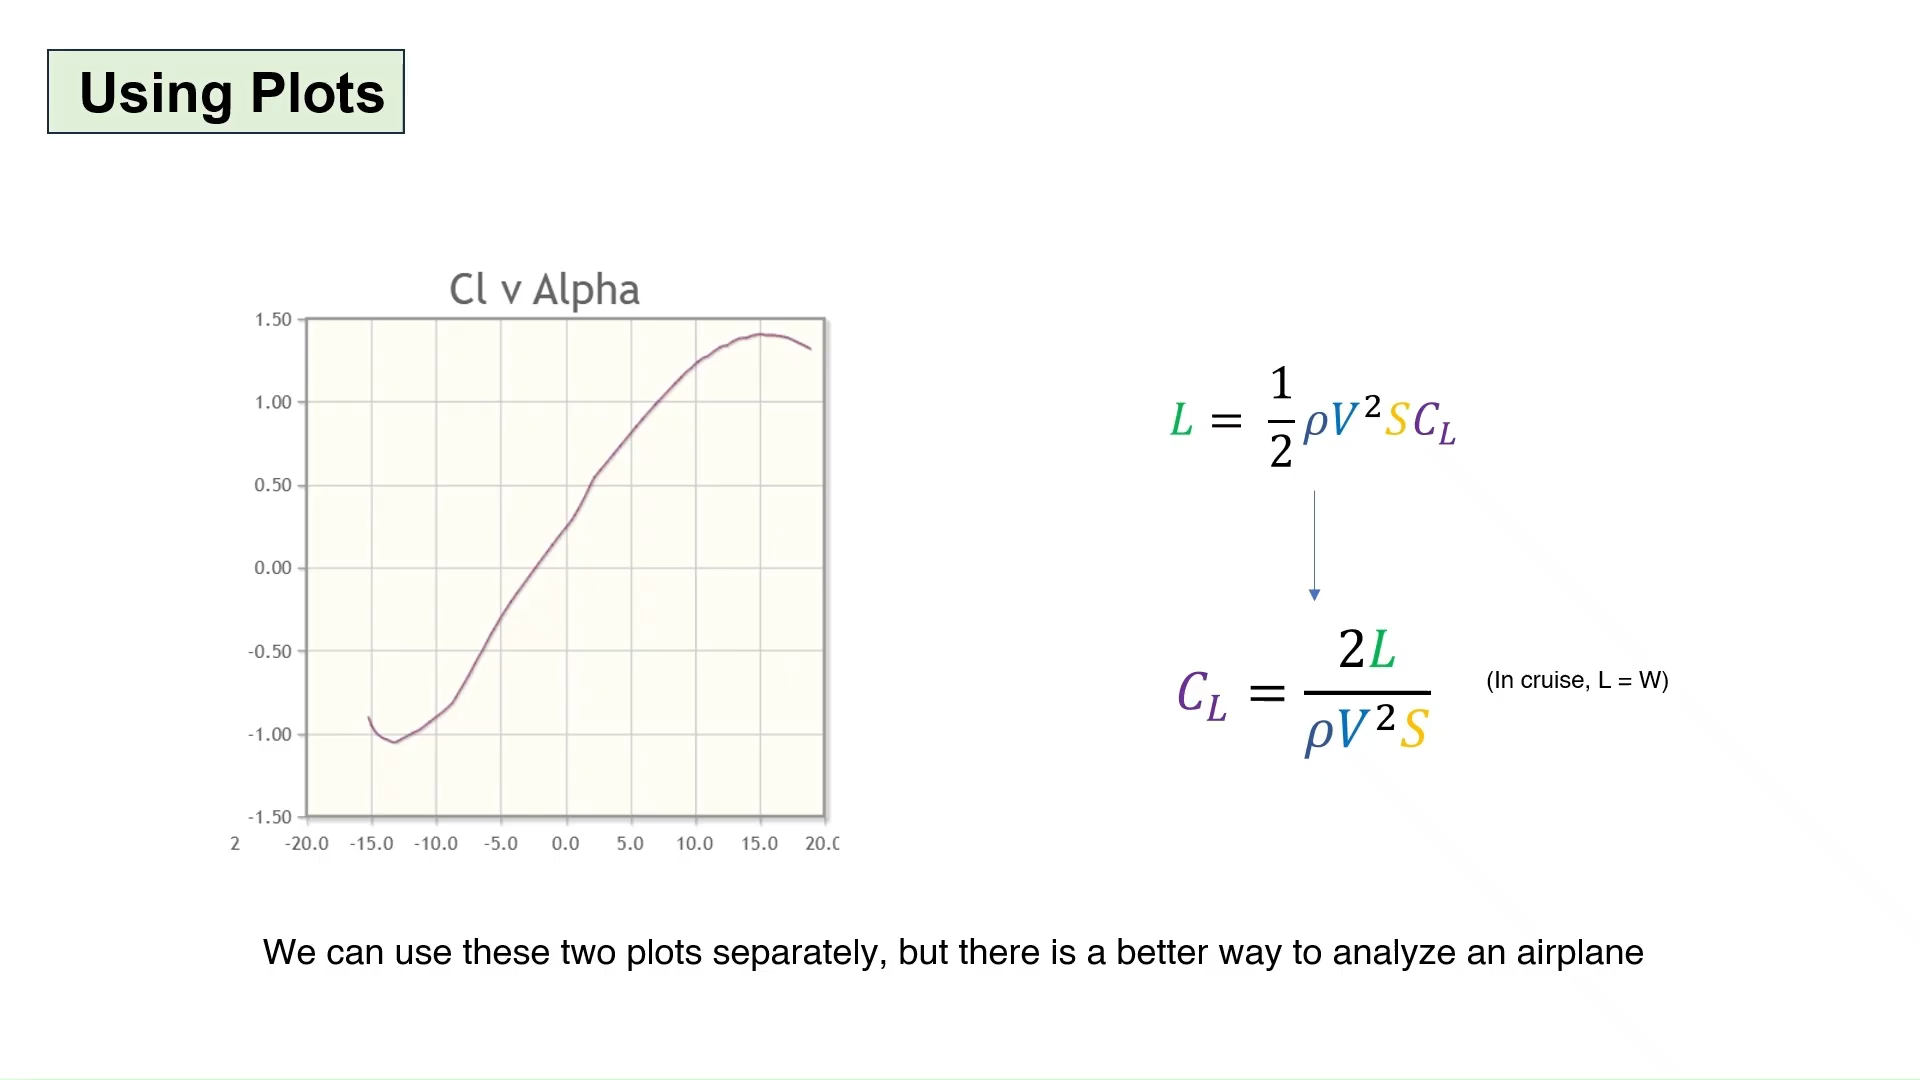 Using Plots
Cl v Alpha
1.50
1.00
0.50
0.00
-0.50
-1.00
-1.50
2 -20.0 -15.0 -10.0 -5.0 0.0 5.0 10.0 15.0 20.0
L = 1/2 ρV²SC_L
C_L = 2L/ρV²S
(In cruise, L = W)
We can use these two plots separately, but there is a better way to analyze an airplane